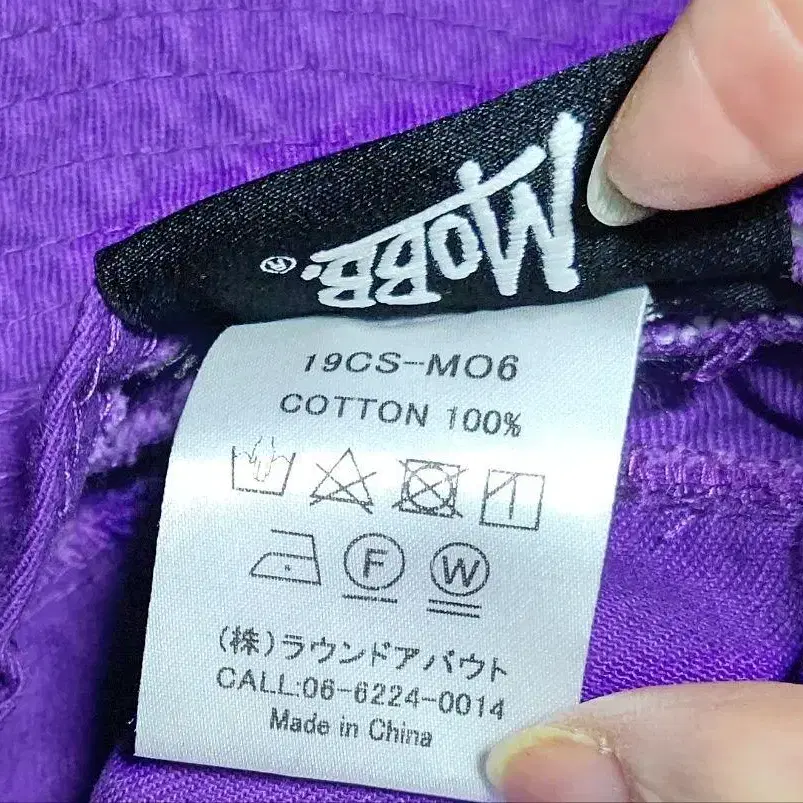 MOBB.®
19CS-M06
COTTON 100%
F W
(株)ラウンドアバウト
CALL:06-6224-0014
Made in China